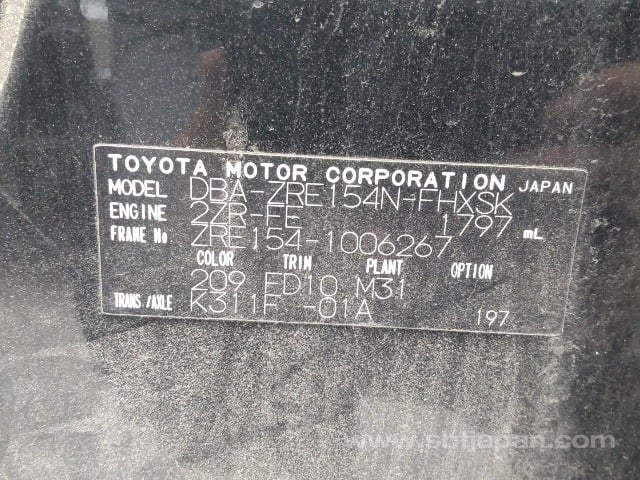 TOYOTA MOTOR CORPORATION JAPAN
MODEL DBA-ZRE154N-FHXSK
ENGINE 2ZR-FE 1797 mL
FRAME No ZRE154-1006267
COLOR TRIM PLANT OPTION
209 FD10 M31
TRANS/AXLE K311F -01A
197
www.sbtjapan.com